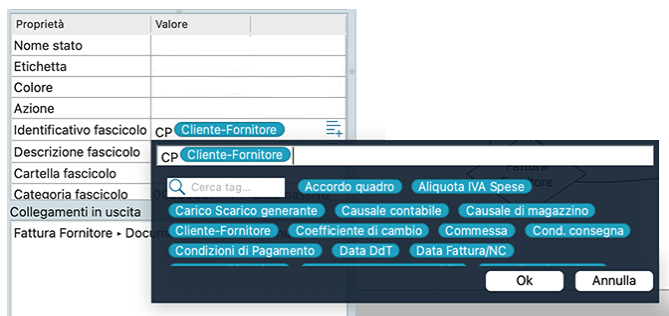 Proprietà Valore
Nome stato
Etichetta
Colore
Azione
Identificativo fascicolo CP Cliente-Fornitore
Descrizione fascicolo
Cartella fascicolo
Categoria fascicolo
Collegamenti in uscita
Fattura Fornitore ▸ Docum
CP Cliente-Fornitore
Cerca tag... Accordo quadro Aliquota IVA Spese
Carico Scarico generante Causale contabile Causale di magazzino
Cliente-Fornitore Coefficiente di cambio Commessa Cond. consegna
Condizioni di Pagamento Data DdT Data Fattura/NC
Ok Annulla
Fattura